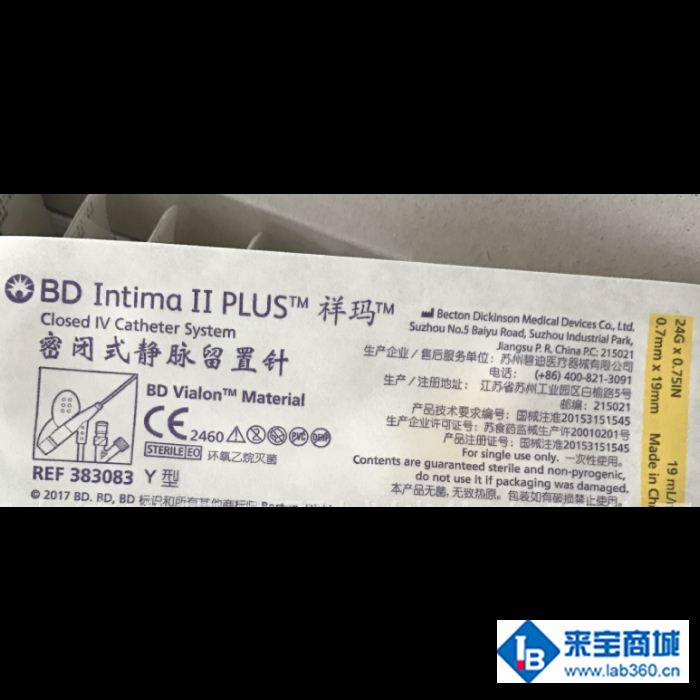 BD Intima II PLUS™ 祥玛™
Closed IV Catheter System
密闭式静脉留置针
BD Vialon™ Material
CE 2460
PVC
DEHP
STERILE EO 环氧乙烷灭菌
REF 383083 Y 型
© 2017 BD. BD, BD 标识和所有其他商标归
Becton Dickinson Medical Devices Co., Ltd.
Suzhou No.5 Baiyu Road, Suzhou Industrial Park,
Jiangsu P. R. China P.C: 215021
生产企业/售后服务单位: 苏州碧迪医疗器械有限公司
电话: (+86) 400-821-3091
生产/注册地址: 江苏省苏州工业园区白榆路5号
邮编: 215021
产品技术要求编号: 国械注准20153151545
生产企业许可证号: 苏食药监械生产许20010201号
产品注册证号: 国械注准20153151545
For single use only. 一次性使用.
Contents are guaranteed sterile and non-pyrogenic,
do not use it if packaging was damaged.
本产品无菌, 无致热原. 包装如有破损禁止使用.
24G x 0.75IN
0.7mm x 19mm
19 mL/
Made in Ch
来宝商城
LB
www.lab360.cn